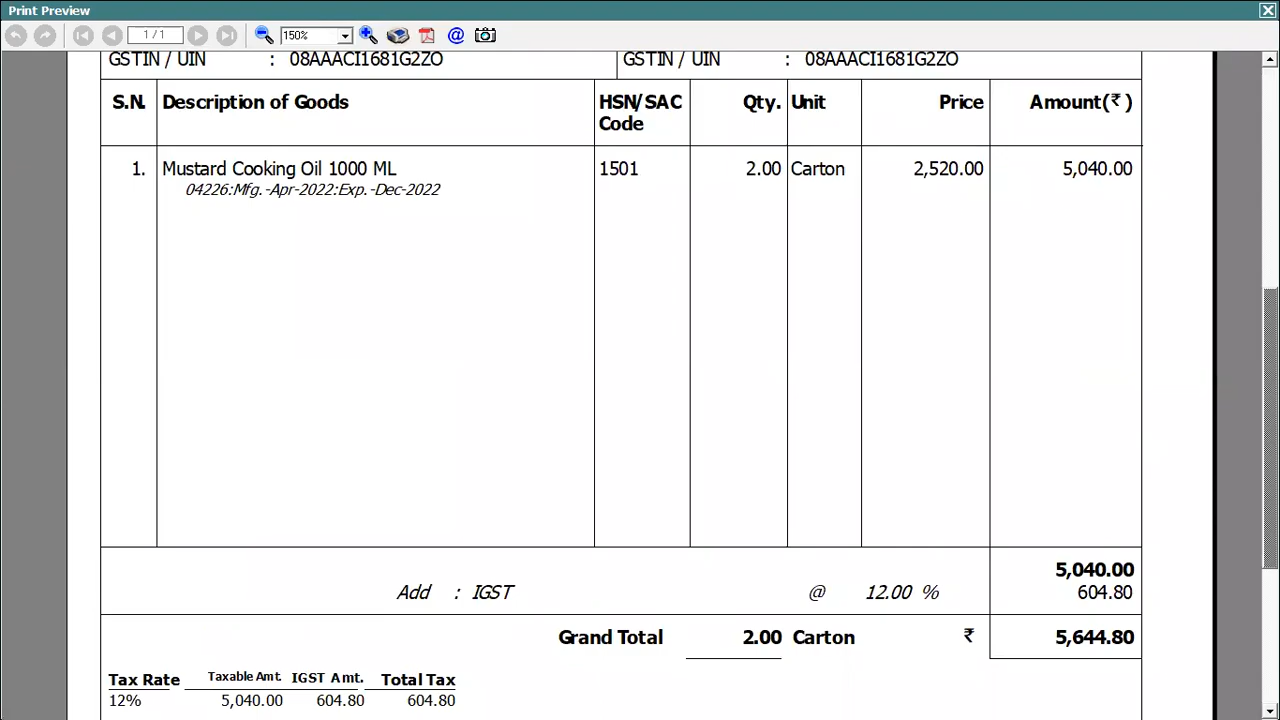 Print Preview
1 / 1
150%
GSTIN / UIN : 08AAACI1681G2ZO GSTIN / UIN : 08AAACI1681G2ZO
S.N. Description of Goods HSN/SAC Code Qty. Unit Price Amount(₹ )
1. Mustard Cooking Oil 1000 ML 1501 2.00 Carton 2,520.00 5,040.00
04226:Mfg.-Apr-2022:Exp.-Dec-2022
5,040.00
Add : IGST @ 12.00 % 604.80
Grand Total 2.00 Carton ₹ 5,644.80
Tax Rate Taxable Amt. IGST Amt. Total Tax
12% 5,040.00 604.80 604.80